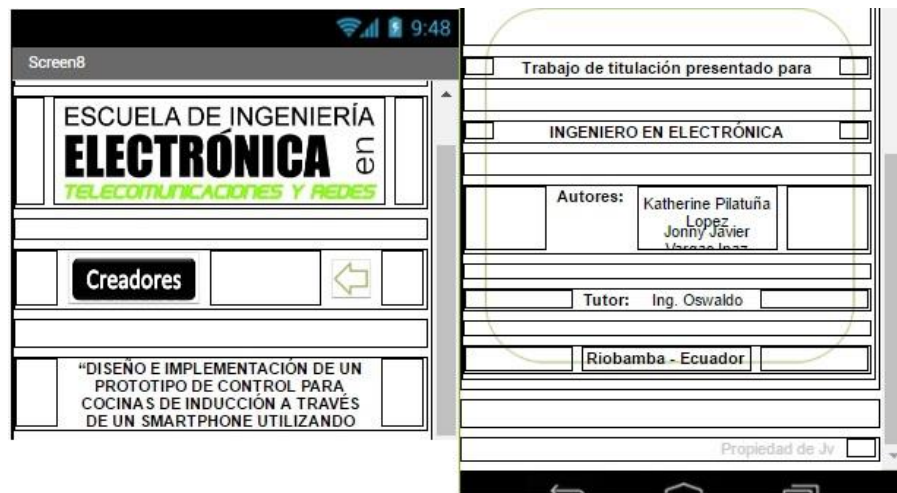 9:48
Screen8
ESCUELA DE INGENIERÍA
ELECTRÓNICA en
TELECOMUNICACIONES Y REDES
Creadores
“DISEÑO E IMPLEMENTACIÓN DE UN
PROTOTIPO DE CONTROL PARA
COCINAS DE INDUCCIÓN A TRAVÉS
DE UN SMARTPHONE UTILIZANDO
Trabajo de titulación presentado para
INGENIERO EN ELECTRÓNICA
Autores:
Katherine Pilatuña
Lopez
Jonny Javier
Tutor: Ing. Oswaldo
Riobamba - Ecuador
Propiedad de Jv